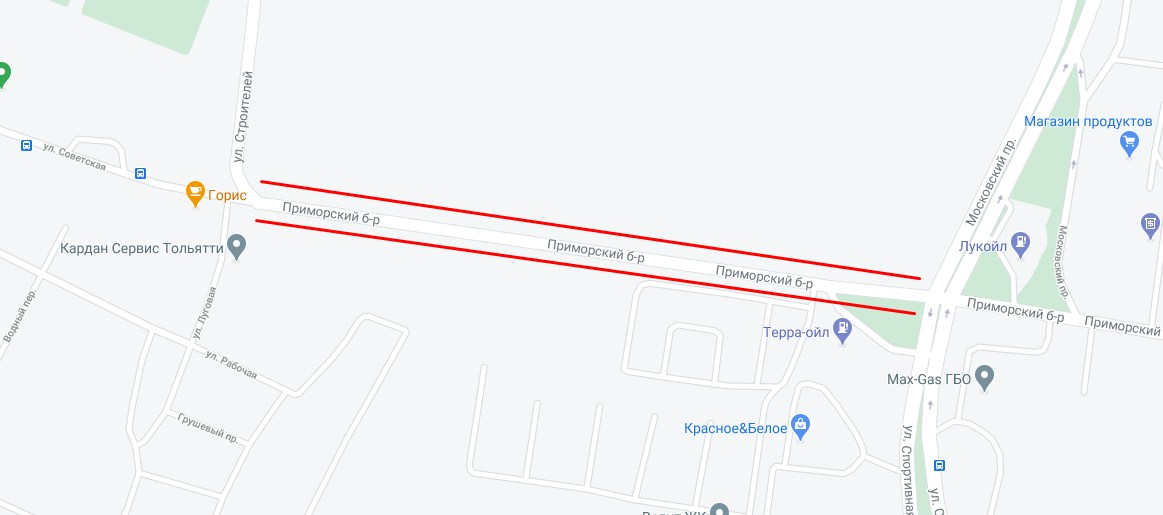 ул. Строителей
Московский пр.
Магазин продуктов
ул. Советская
Горис
Приморский б-р
Кардан Сервис Тольятти
Приморский б-р
Лукойл
Приморский б-р
Московский пр.
Водный пер.
ул. Луговая
Приморский б-р
Приморский
Терра-ойл
ул. Рабочая
Max-Gas ГБО
Грушевый пр.
Красное&Белое
ул. Спортивная
ул. С